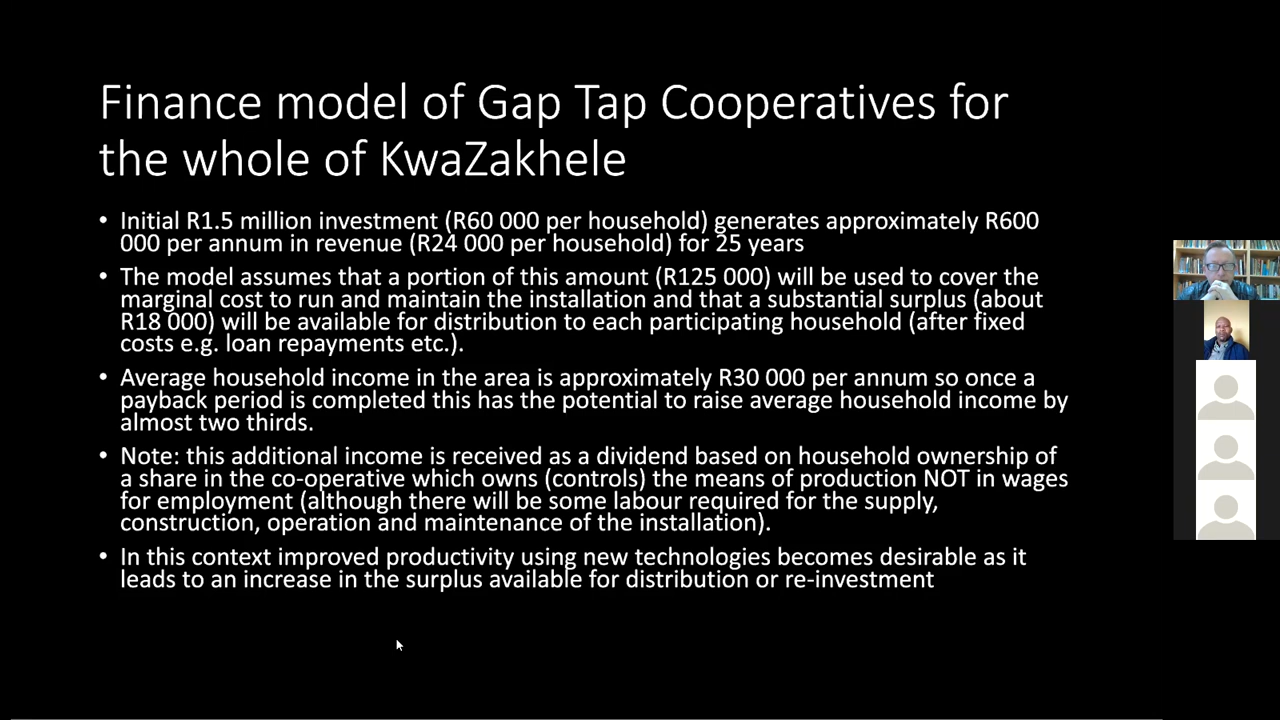 Finance model of Gap Tap Cooperatives for
the whole of KwaZakhele
• Initial R1.5 million investment (R60 000 per household) generates approximately R600
000 per annum in revenue (R24 000 per household) for 25 years
• The model assumes that a portion of this amount (R125 000) will be used to cover the
marginal cost to run and maintain the installation and that a substantial surplus (about
R18 000) will be available for distribution to each participating household (after fixed
costs e.g. loan repayments etc.).
• Average household income in the area is approximately R30 000 per annum so once a
payback period is completed this has the potential to raise average household income by
almost two thirds.
• Note: this additional income is received as a dividend based on household ownership of
a share in the co-operative which owns (controls) the means of production NOT in wages
for employment (although there will be some labour required for the supply,
construction, operation and maintenance of the installation).
• In this context improved productivity using new technologies becomes desirable as it
leads to an increase in the surplus available for distribution or re-investment